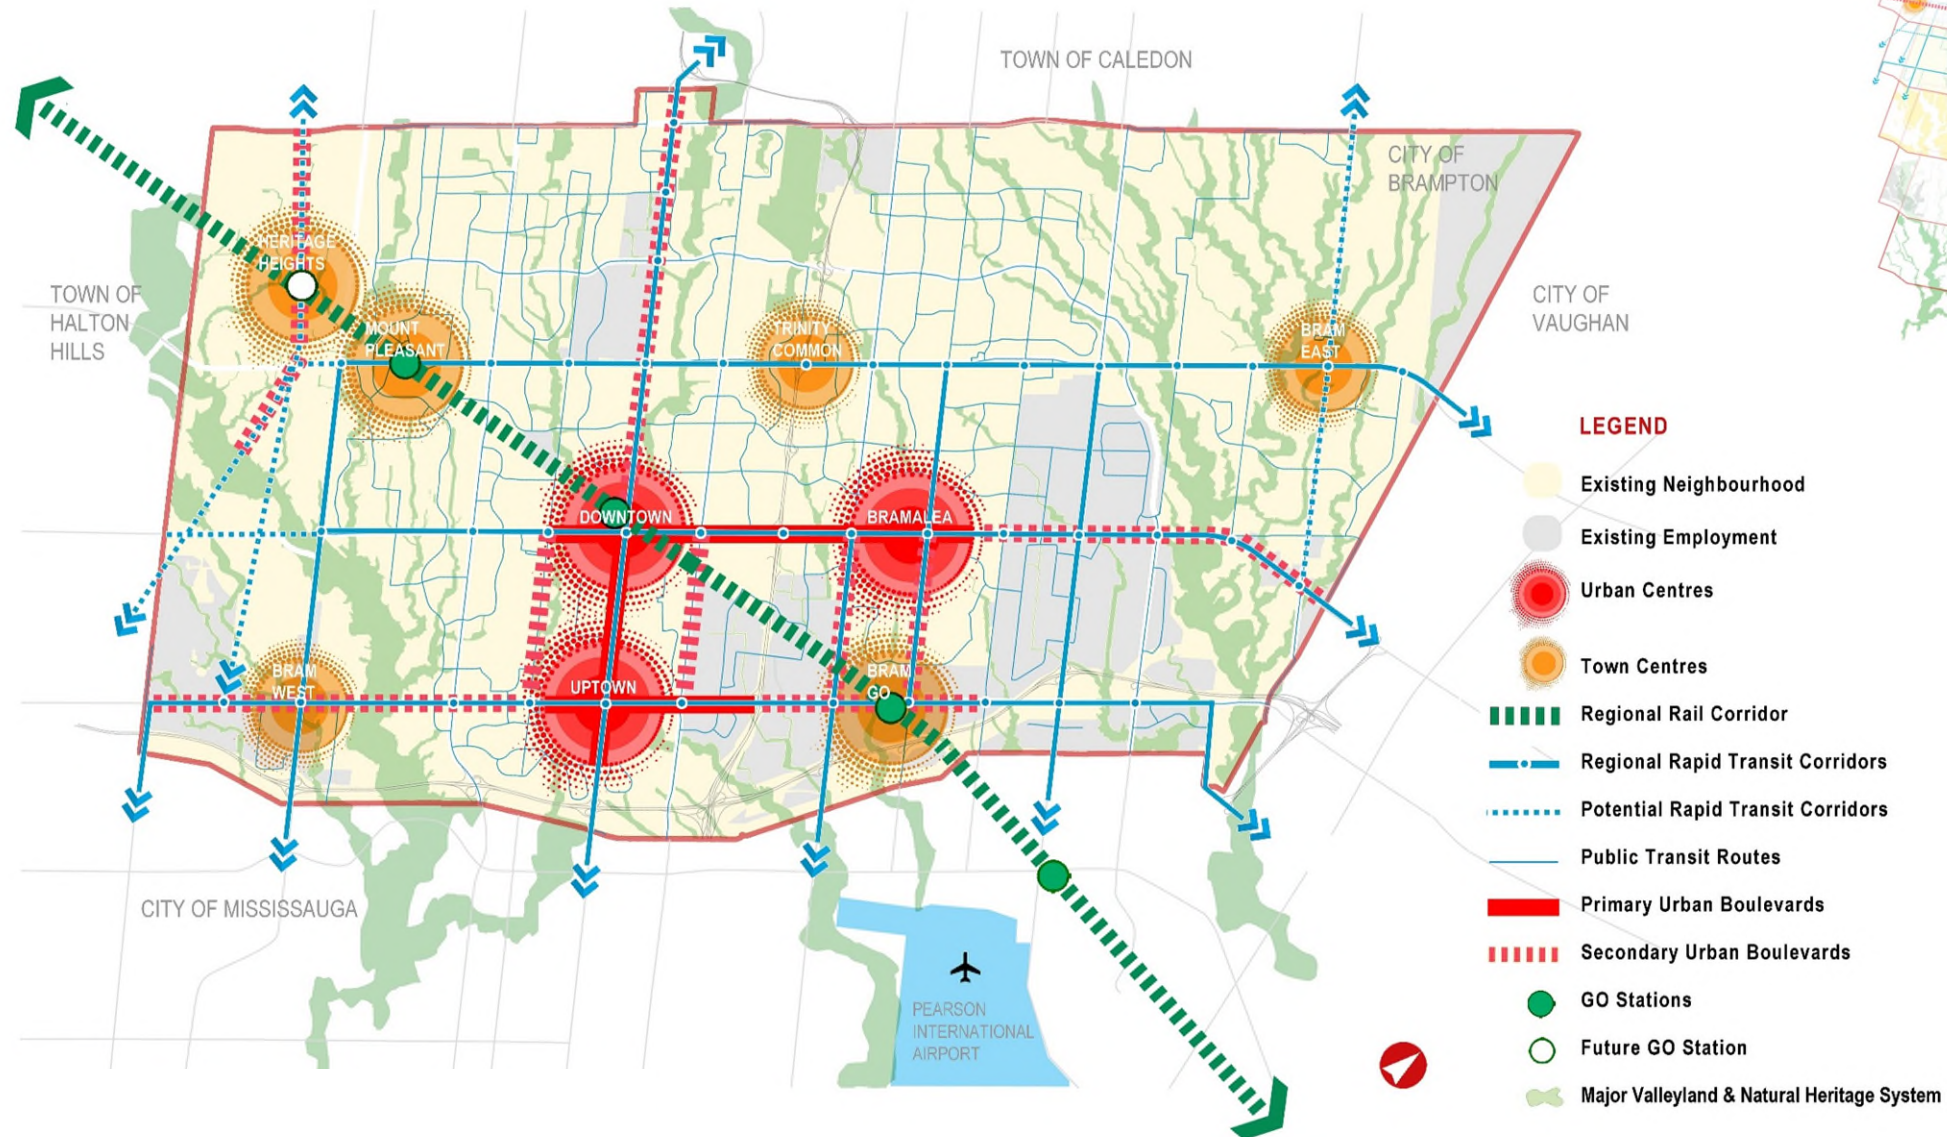 TOWN OF CALEDON
CITY OF
BRAMPTON
HERITAGE
HEIGHTS
TOWN OF
HALTON
HILLS
CITY OF
VAUGHAN
MOUNT
PLEASANT
TRINITY
COMMON
BRAM
EAST
DOWNTOWN
BRAMALEA
BRAM
WEST
UPTOWN
BRAM
GO
CITY OF MISSISSAUGA
PEARSON
INTERNATIONAL
AIRPORT
LEGEND
Existing Neighbourhood
Existing Employment
Urban Centres
Town Centres
Regional Rail Corridor
Regional Rapid Transit Corridors
Potential Rapid Transit Corridors
Public Transit Routes
Primary Urban Boulevards
Secondary Urban Boulevards
GO Stations
Future GO Station
Major Valleyland & Natural Heritage System